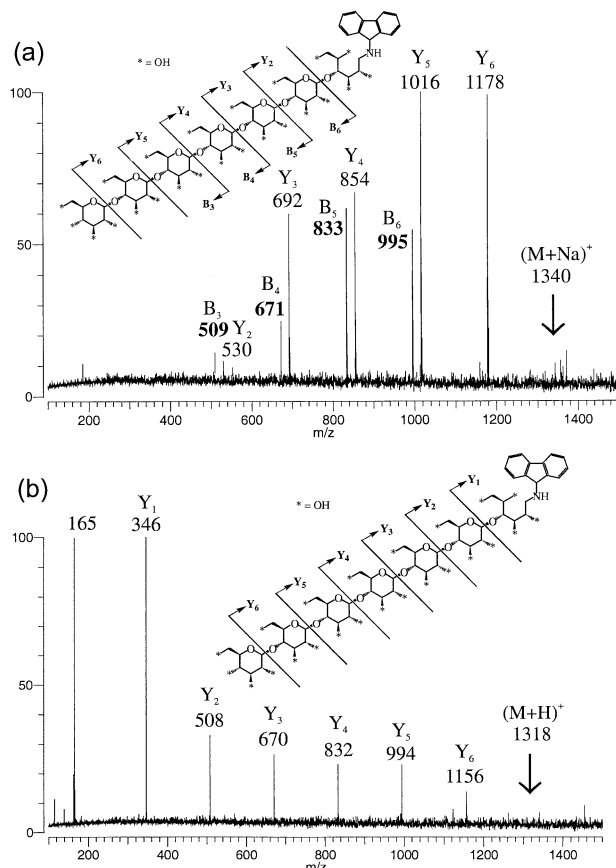 (a)
NH
* = OH
Y₂
Y₃
Y₄
Y₅
Y₆
B₆
B₅
B₄
B₃
Y₅
1016
Y₆
1178
Y₄
854
Y₃
692
B₅
833
B₆
995
(M+Na)⁺
1340
B₄
671
B₃
509
Y₂
530
100
50
0
200 400 600 800 1000 1200 1400
m/z
(b)
NH
* = OH
Y₁
Y₂
Y₃
Y₄
Y₅
Y₆
165
Y₁
346
Y₂
508
Y₃
670
Y₄
832
Y₅
994
Y₆
1156
(M+H)⁺
1318
100
50
0
200 400 600 800 1000 1200 1400
m/z